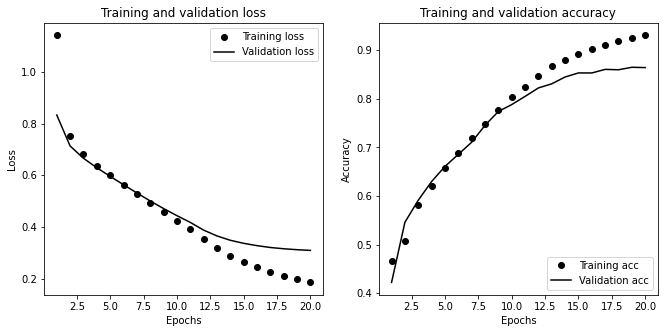 Training and validation loss
Training loss
Validation loss
1.0
0.8
0.6
0.4
0.2
Loss
2.5 5.0 7.5 10.0 12.5 15.0 17.5 20.0
Epochs
Training and validation accuracy
0.9
0.8
0.7
0.6
0.5
0.4
Accuracy
Training acc
Validation acc
2.5 5.0 7.5 10.0 12.5 15.0 17.5 20.0
Epochs